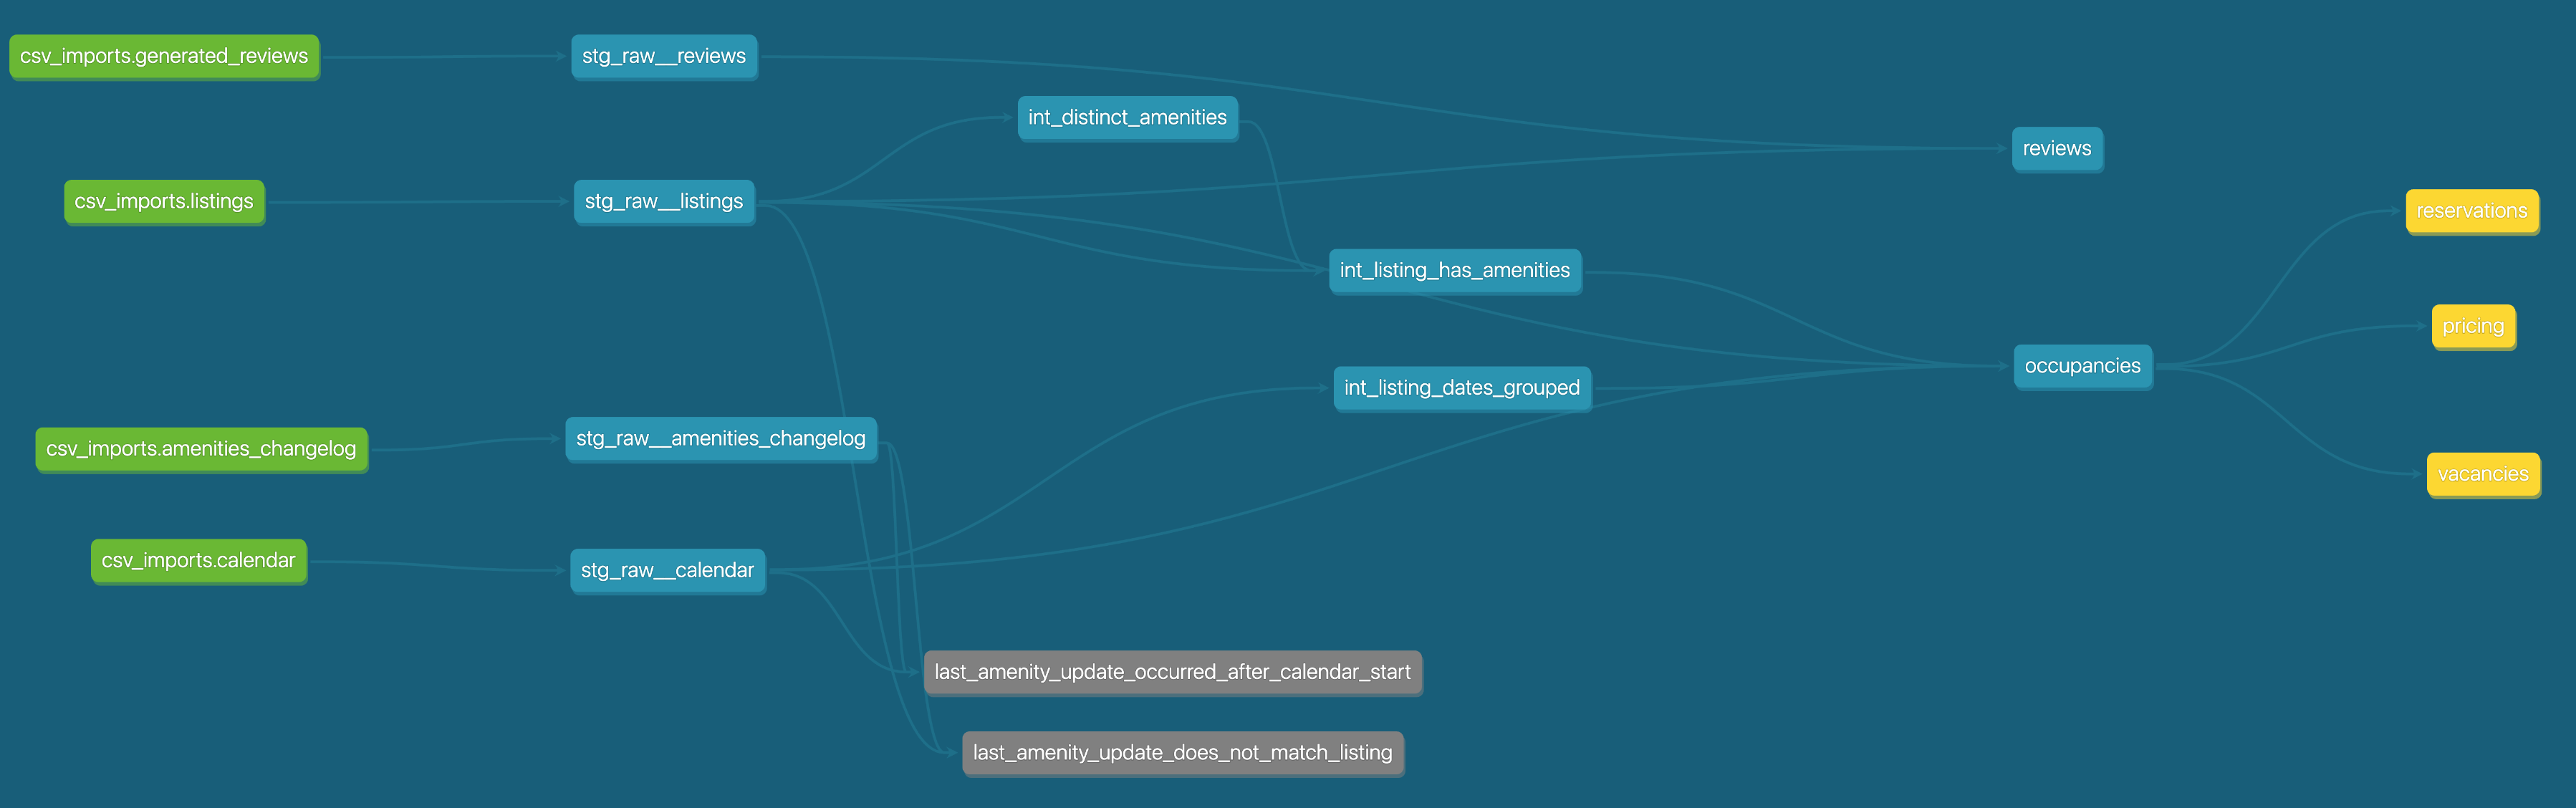 csv_imports.generated_reviews
stg_raw__reviews
int_distinct_amenities
reviews
csv_imports.listings
stg_raw__listings
reservations
int_listing_has_amenities
pricing
occupancies
int_listing_dates_grouped
stg_raw__amenities_changelog
csv_imports.amenities_changelog
vacancies
csv_imports.calendar
stg_raw__calendar
last_amenity_update_occurred_after_calendar_start
last_amenity_update_does_not_match_listing